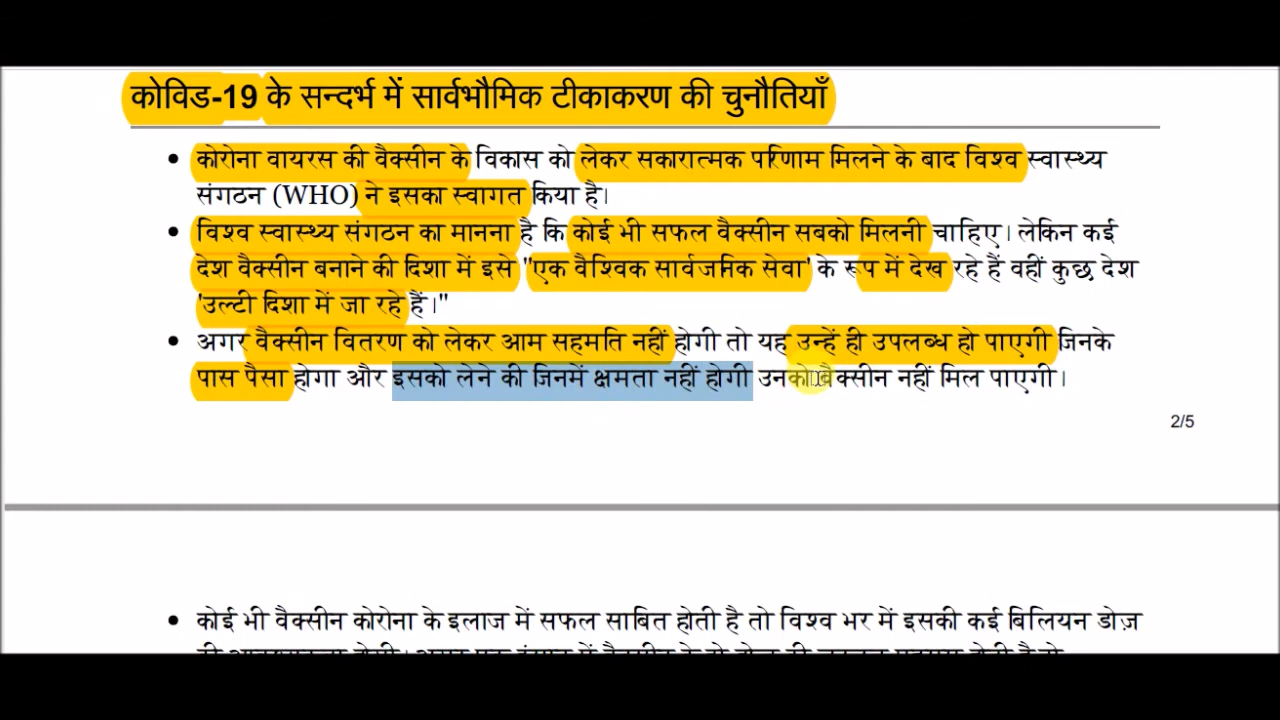 कोविड-19 के सन्दर्भ में सार्वभौमिक टीकाकरण की चुनौतियाँ
• कोरोना वायरस की वैक्सीन के विकास को लेकर सकारात्मक परिणाम मिलने के बाद विश्व स्वास्थ्य
संगठन (WHO) ने इसका स्वागत किया है।
• विश्व स्वास्थ्य संगठन का मानना है कि कोई भी सफल वैक्सीन सबको मिलनी चाहिए। लेकिन कई
देश वैक्सीन बनाने की दिशा में इसे "एक वैश्विक सार्वजनिक सेवा' के रूप में देख रहे हैं वहीं कुछ देश
'उल्टी दिशा में जा रहे हैं।"
• अगर वैक्सीन वितरण को लेकर आम सहमति नहीं होगी तो यह उन्हें ही उपलब्ध हो पाएगी जिनके
पास पैसा होगा और इसको लेने की जिनमें क्षमता नहीं होगी उनको वैक्सीन नहीं मिल पाएगी।
2/5
• कोई भी वैक्सीन कोरोना के इलाज में सफल साबित होती है तो विश्व भर में इसकी कई बिलियन डोज़